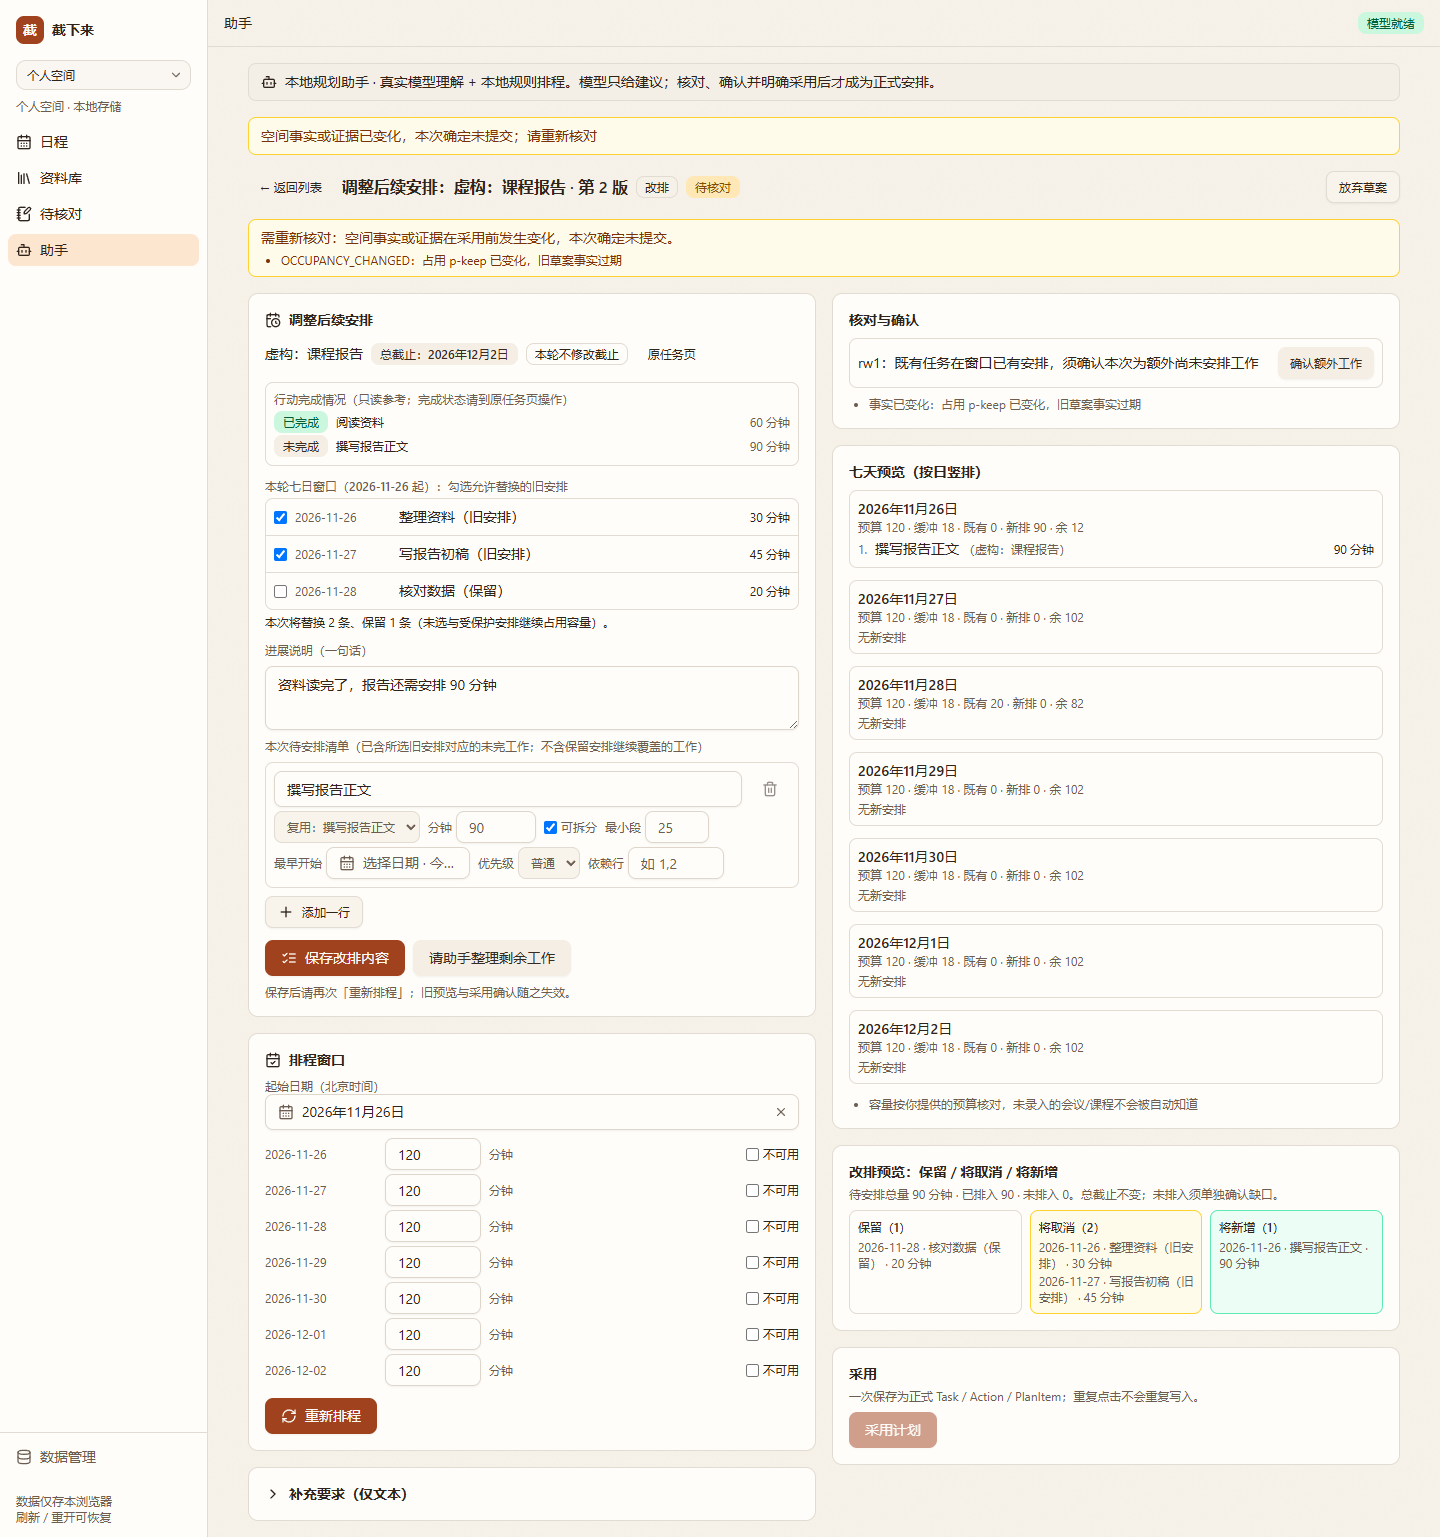 截 截下来
个人空间
个人空间 · 本地存储
日程
资料库
待核对
助手
数据管理
数据仅存本浏览器
刷新 / 重开可恢复
助手
模型就绪
本地规划助手 · 真实模型理解 + 本地规则排程。模型只给建议；核对、确认并明确采用后才成为正式安排。
空间事实或证据已变化，本次确定未提交；请重新核对
← 返回列表 调整后续安排：虚构：课程报告 · 第 2 版 改排 待核对 放弃草案
需重新核对：空间事实或证据在采用前发生变化，本次确定未提交。
• OCCUPANCY_CHANGED：占用 p-keep 已变化，旧草案事实过期
调整后续安排
虚构：课程报告 总截止：2026年12月2日 本轮不修改截止 原任务页
行动完成情况（只读参考；完成状态请到原任务页操作）
已完成 阅读资料 60 分钟
未完成 撰写报告正文 90 分钟
本轮七日窗口（2026-11-26 起）：勾选允许替换的旧安排
2026-11-26 整理资料（旧安排） 30 分钟
2026-11-27 写报告初稿（旧安排） 45 分钟
2026-11-28 核对数据（保留） 20 分钟
本次将替换 2 条、保留 1 条（未选与受保护安排继续占用容量）。
进展说明（一句话）
资料读完了，报告还需安排 90 分钟
本次待安排清单（已含所选旧安排对应的未完工作；不含保留安排继续覆盖的工作）
撰写报告正文
复用：撰写报告正文 分钟 90 可拆分 最小段 25
最早开始 选择日期 · 今... 优先级 普通 依赖行 如 1,2
添加一行
保存改排内容 请助手整理剩余工作
保存后请再次「重新排程」；旧预览与采用确认随之失效。
排程窗口
起始日期（北京时间）
2026年11月26日
2026-11-26 120 分钟 不可用
2026-11-27 120 分钟 不可用
2026-11-28 120 分钟 不可用
2026-11-29 120 分钟 不可用
2026-11-30 120 分钟 不可用
2026-12-01 120 分钟 不可用
2026-12-02 120 分钟 不可用
重新排程
补充要求（仅文本）
核对与确认
rw1：既有任务在窗口已有安排，须确认本次为额外尚未安排工作 确认额外工作
• 事实已变化：占用 p-keep 已变化，旧草案事实过期
七天预览（按日竖排）
2026年11月26日
预算 120 · 缓冲 18 · 既有 0 · 新排 90 · 余 12
1. 撰写报告正文 （虚构：课程报告） 90 分钟
2026年11月27日
预算 120 · 缓冲 18 · 既有 0 · 新排 0 · 余 102
无新安排
2026年11月28日
预算 120 · 缓冲 18 · 既有 20 · 新排 0 · 余 82
无新安排
2026年11月29日
预算 120 · 缓冲 18 · 既有 0 · 新排 0 · 余 102
无新安排
2026年11月30日
预算 120 · 缓冲 18 · 既有 0 · 新排 0 · 余 102
无新安排
2026年12月1日
预算 120 · 缓冲 18 · 既有 0 · 新排 0 · 余 102
无新安排
2026年12月2日
预算 120 · 缓冲 18 · 既有 0 · 新排 0 · 余 102
无新安排
• 容量按你提供的预算核对，未录入的会议/课程不会被自动知道
改排预览：保留 / 将取消 / 将新增
待安排总量 90 分钟 · 已排入 90 · 未排入 0。总截止不变；未排入须单独确认缺口。
保留（1）
2026-11-28 · 核对数据（保
留） · 20 分钟
将取消（2）
2026-11-26 · 整理资料（旧安
排） · 30 分钟
2026-11-27 · 写报告初稿（旧
安排） · 45 分钟
将新增（1）
2026-11-26 · 撰写报告正文 ·
90 分钟
采用
一次保存为正式 Task / Action / PlanItem；重复点击不会重复写入。
采用计划